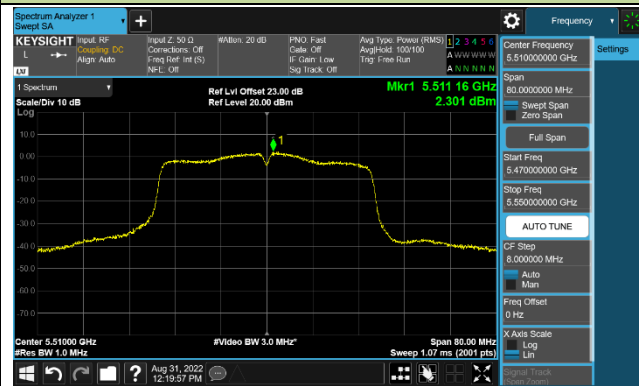 Spectrum Analyzer 1
Swept SA
Frequency
KEYSIGHT
L
LXI
Input: RF
Coupling: DC
Align: Auto
Input Z: 50 Ω
Corrections: Off
Freq Ref: Int (S)
NFE: Off
#Atten: 20 dB
PNO: Fast
Gate: Off
IF Gain: Low
Sig Track: Off
Avg Type: Power (RMS)
Avg|Hold: 100/100
Trig: Free Run
1 2 3 4 5 6
A W W W W W
A N N N N N
1 Spectrum
Scale/Div 10 dB
Log
Ref Lvl Offset 23.00 dB
Ref Level 20.00 dBm
Mkr1 5.511 16 GHz
2.301 dBm
1
10.0
0.00
-10.0
-20.0
-30.0
-40.0
-50.0
-60.0
-70.0
Center 5.51000 GHz
#Res BW 1.0 MHz
#Video BW 3.0 MHz*
Span 80.00 MHz
Sweep 1.07 ms (2001 pts)
Aug 31, 2022
12:19:57 PM
Center Frequency
5.510000000 GHz
Settings
Span
80.0000000 MHz
Swept Span
Zero Span
Full Span
Start Freq
5.470000000 GHz
Stop Freq
5.550000000 GHz
AUTO TUNE
CF Step
8.000000 MHz
Auto
Man
Freq Offset
0 Hz
X Axis Scale
Log
Lin
Signal Track
(Span Zoom)